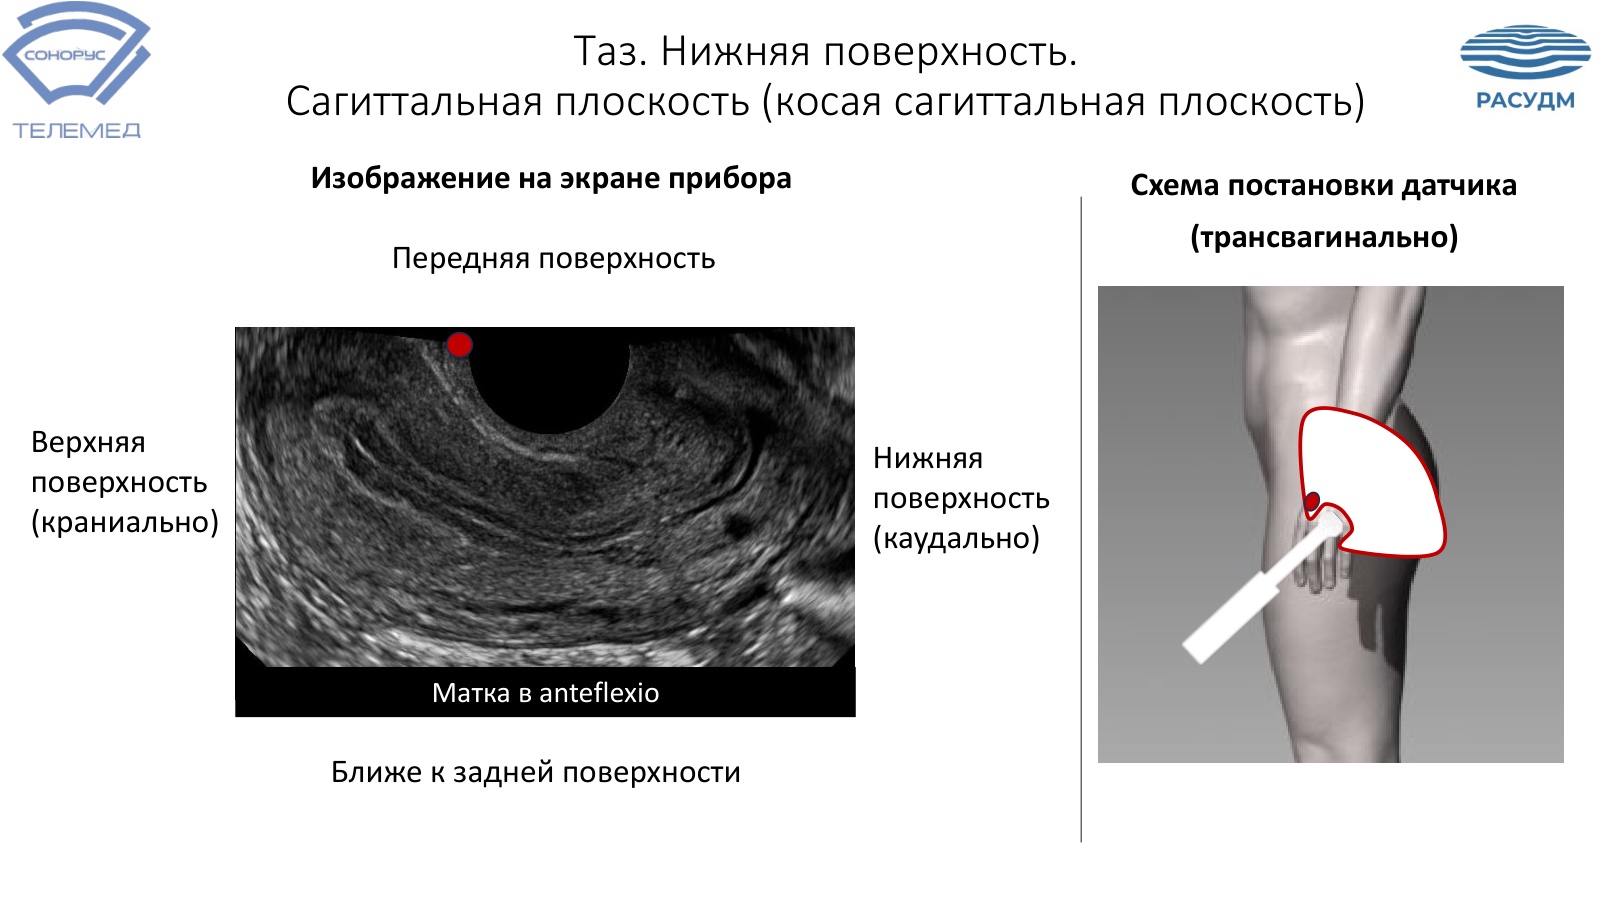 СОНОРУС
ТЕЛЕМЕД
Таз. Нижняя поверхность.
Сагиттальная плоскость (косая сагиттальная плоскость)
РАСУДМ
Изображение на экране прибора
Передняя поверхность
Верхняя
поверхность
(краниально)
Нижняя
поверхность
(каудально)
Матка в anteflexio
Ближе к задней поверхности
Схема постановки датчика
(трансвагинально)